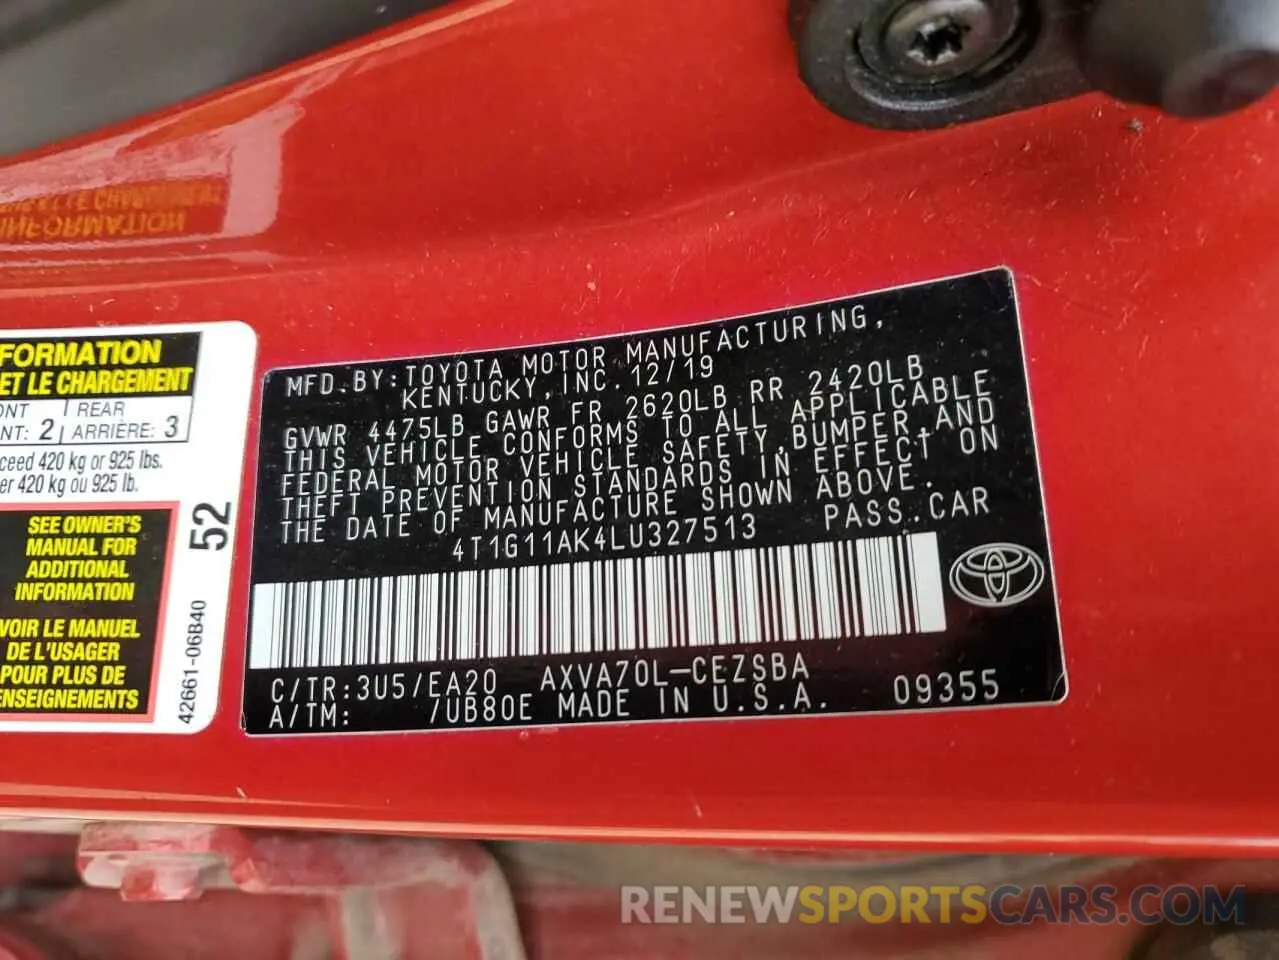 FORMATION
ET LE CHARGEMENT
ONT | REAR
NT: 2 | ARRIÈRE: 3
ceed 420 kg or 925 lbs.
er 420 kg ou 925 lb.
SEE OWNER'S
MANUAL FOR
ADDITIONAL
INFORMATION
VOIR LE MANUEL
DE L'USAGER
POUR PLUS DE
ENSEIGNEMENTS
52
42661-06B40
MFD.BY:TOYOTA MOTOR MANUFACTURING,
KENTUCKY,INC.12/19
GVWR 4475LB GAWR FR 2620LB RR 2420LB
THIS VEHICLE CONFORMS TO ALL APPLICABLE
FEDERAL MOTOR VEHICLE SAFETY,BUMPER,AND
THEFT PREVENTION STANDARDS IN EFFECT ON
THE DATE OF MANUFACTURE SHOWN ABOVE.
4T1G11AK4LU327513 PASS.CAR
C/TR:3U5/EA20 AXVA70L-CEZSBA
A/TM: /UB80E MADE IN U.S.A. 09355
RENEWSPORTSCARS.COM